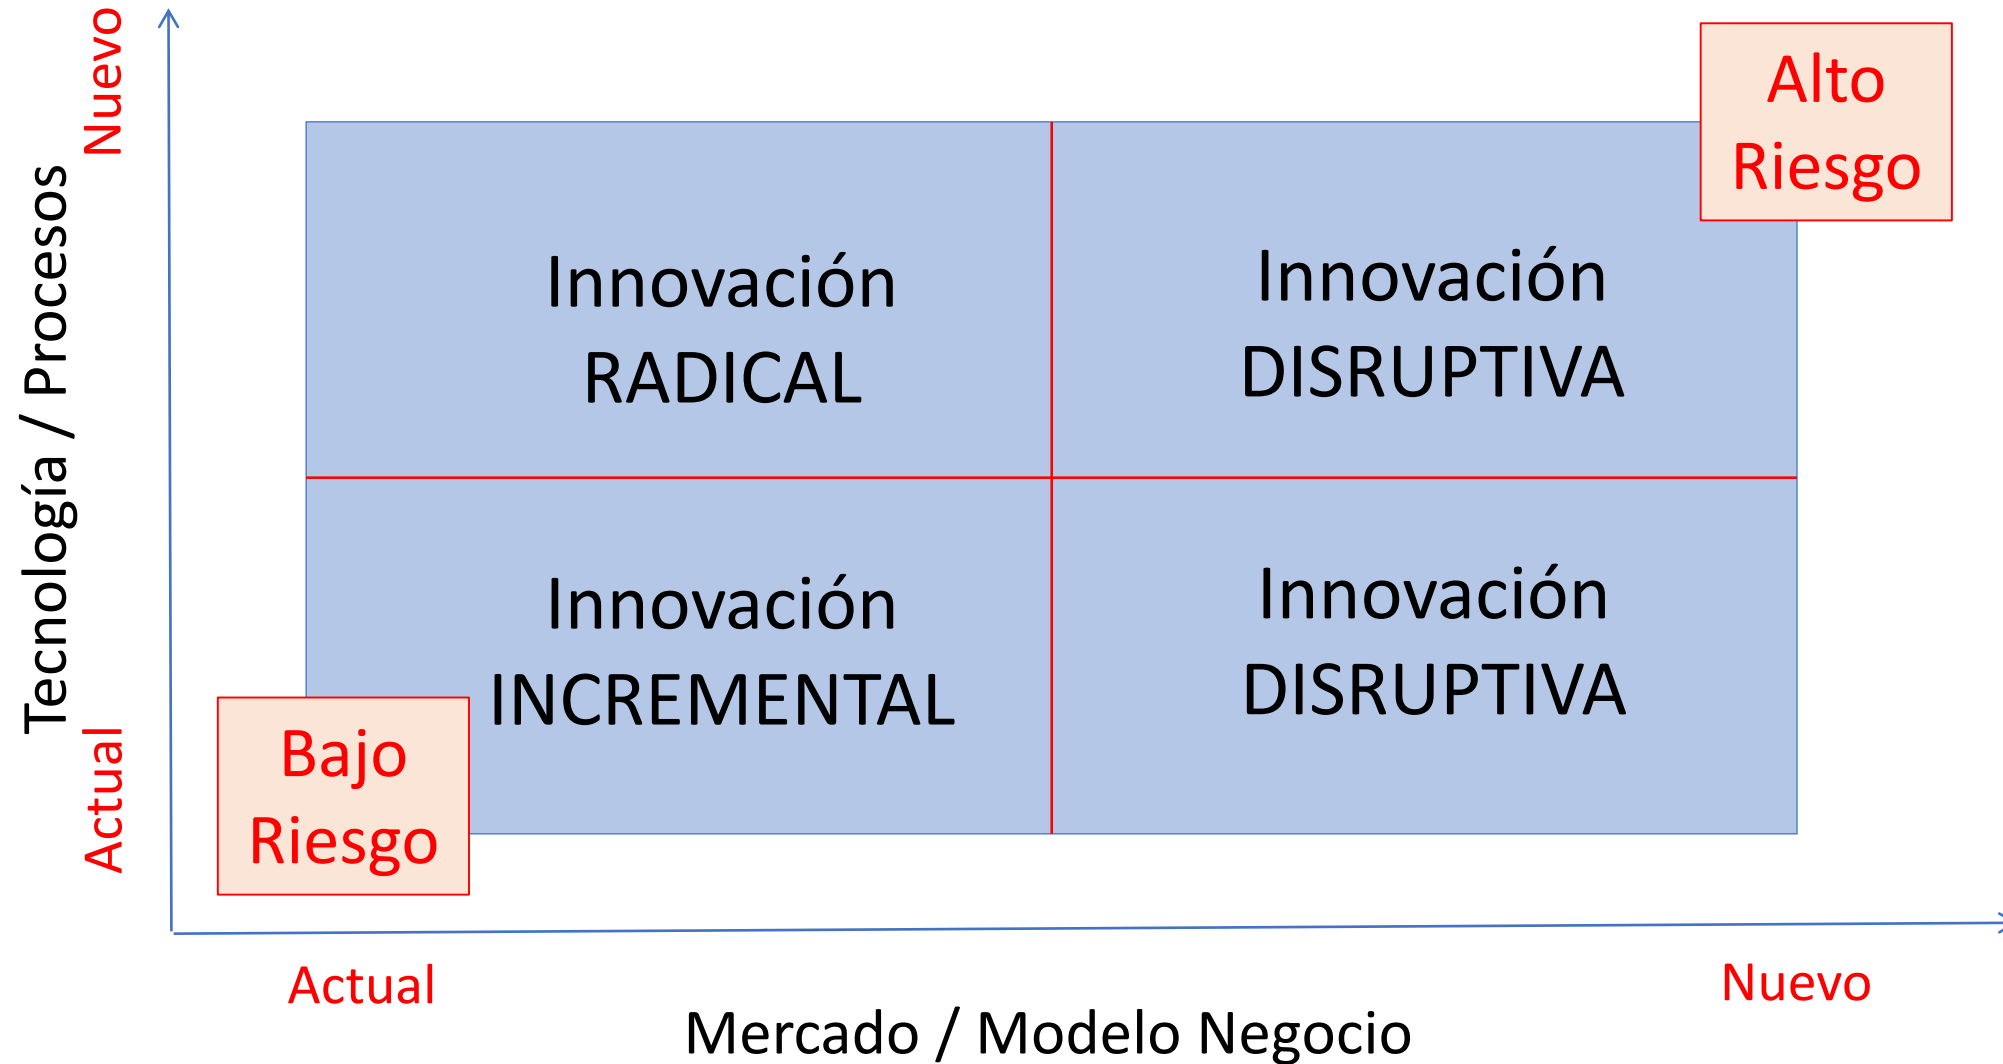 Nuevo
Alto
Riesgo
Tecnología / Procesos
Innovación
RADICAL
Innovación
DISRUPTIVA
Innovación
INCREMENTAL
Innovación
DISRUPTIVA
Actual
Bajo
Riesgo
Actual
Nuevo
Mercado / Modelo Negocio